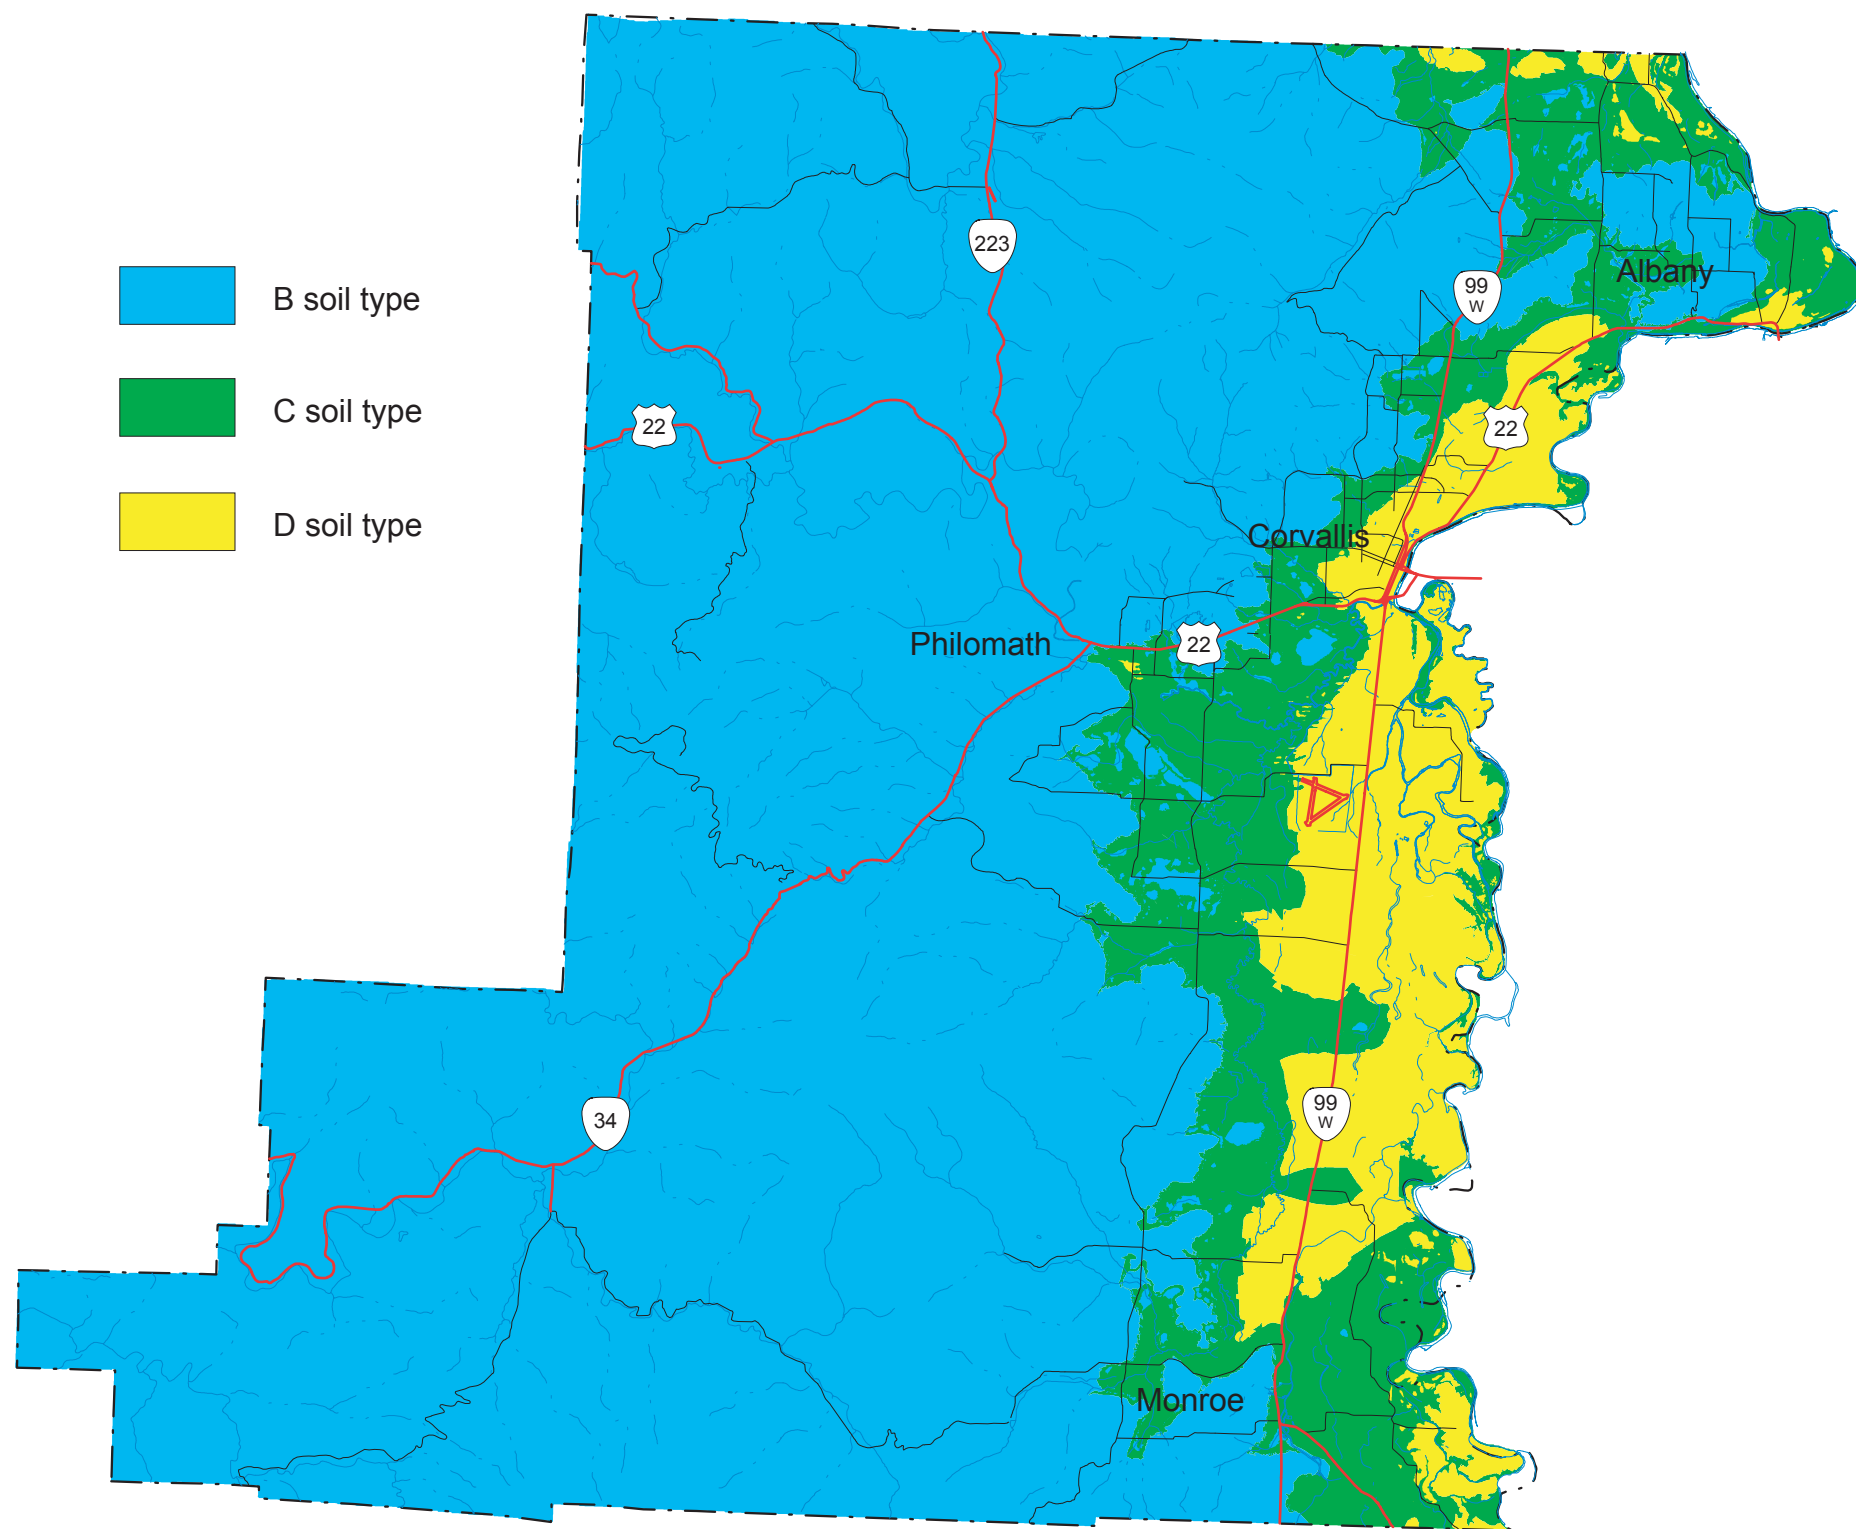 223
99
W
Albany
B soil type
C soil type
22
22
D soil type
Corvallis
Philomath
22
34
99
W
Monroe